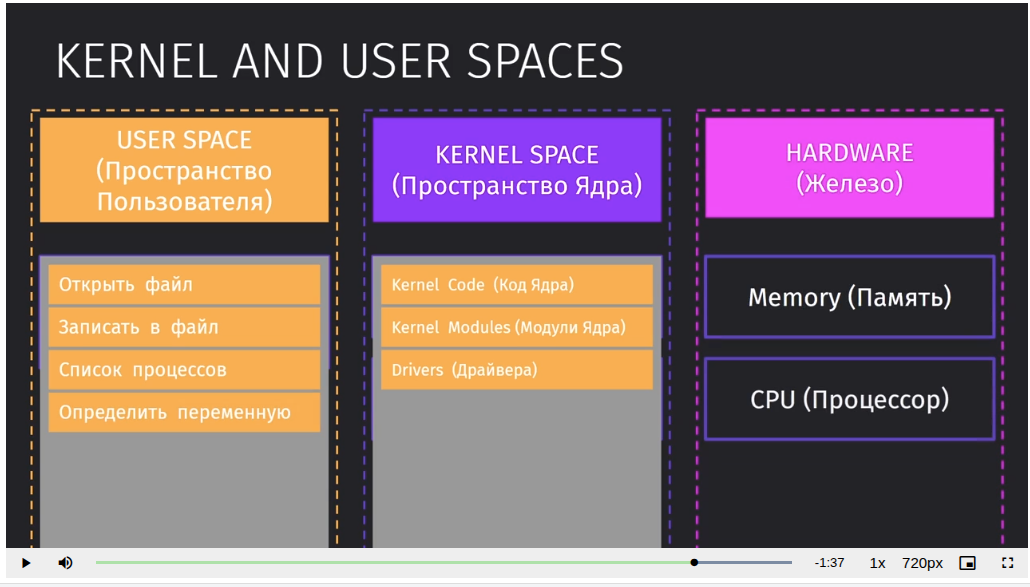 KERNEL AND USER SPACES
USER SPACE
(Пространство
Пользователя)
Открыть файл
Записать в файл
Список процессов
Определить переменную
KERNEL SPACE
(Пространство Ядра)
Kernel Code (Код Ядра)
Kernel Modules (Модули Ядра)
Drivers (Драйвера)
HARDWARE
(Железо)
Memory (Память)
CPU (Процессор)
-1:37 1x 720px